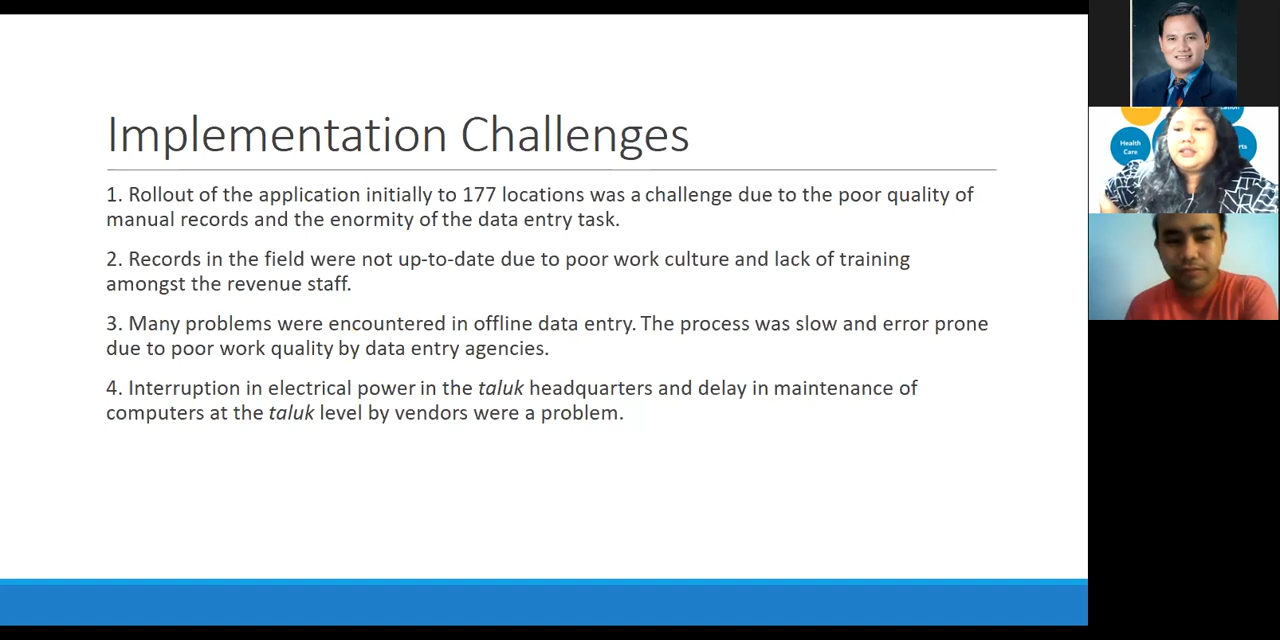 Implementation Challenges
1. Rollout of the application initially to 177 locations was a challenge due to the poor quality of
manual records and the enormity of the data entry task.
2. Records in the field were not up-to-date due to poor work culture and lack of training
amongst the revenue staff.
3. Many problems were encountered in offline data entry. The process was slow and error prone
due to poor work quality by data entry agencies.
4. Interruption in electrical power in the taluk headquarters and delay in maintenance of
computers at the taluk level by vendors were a problem.
Health
Care